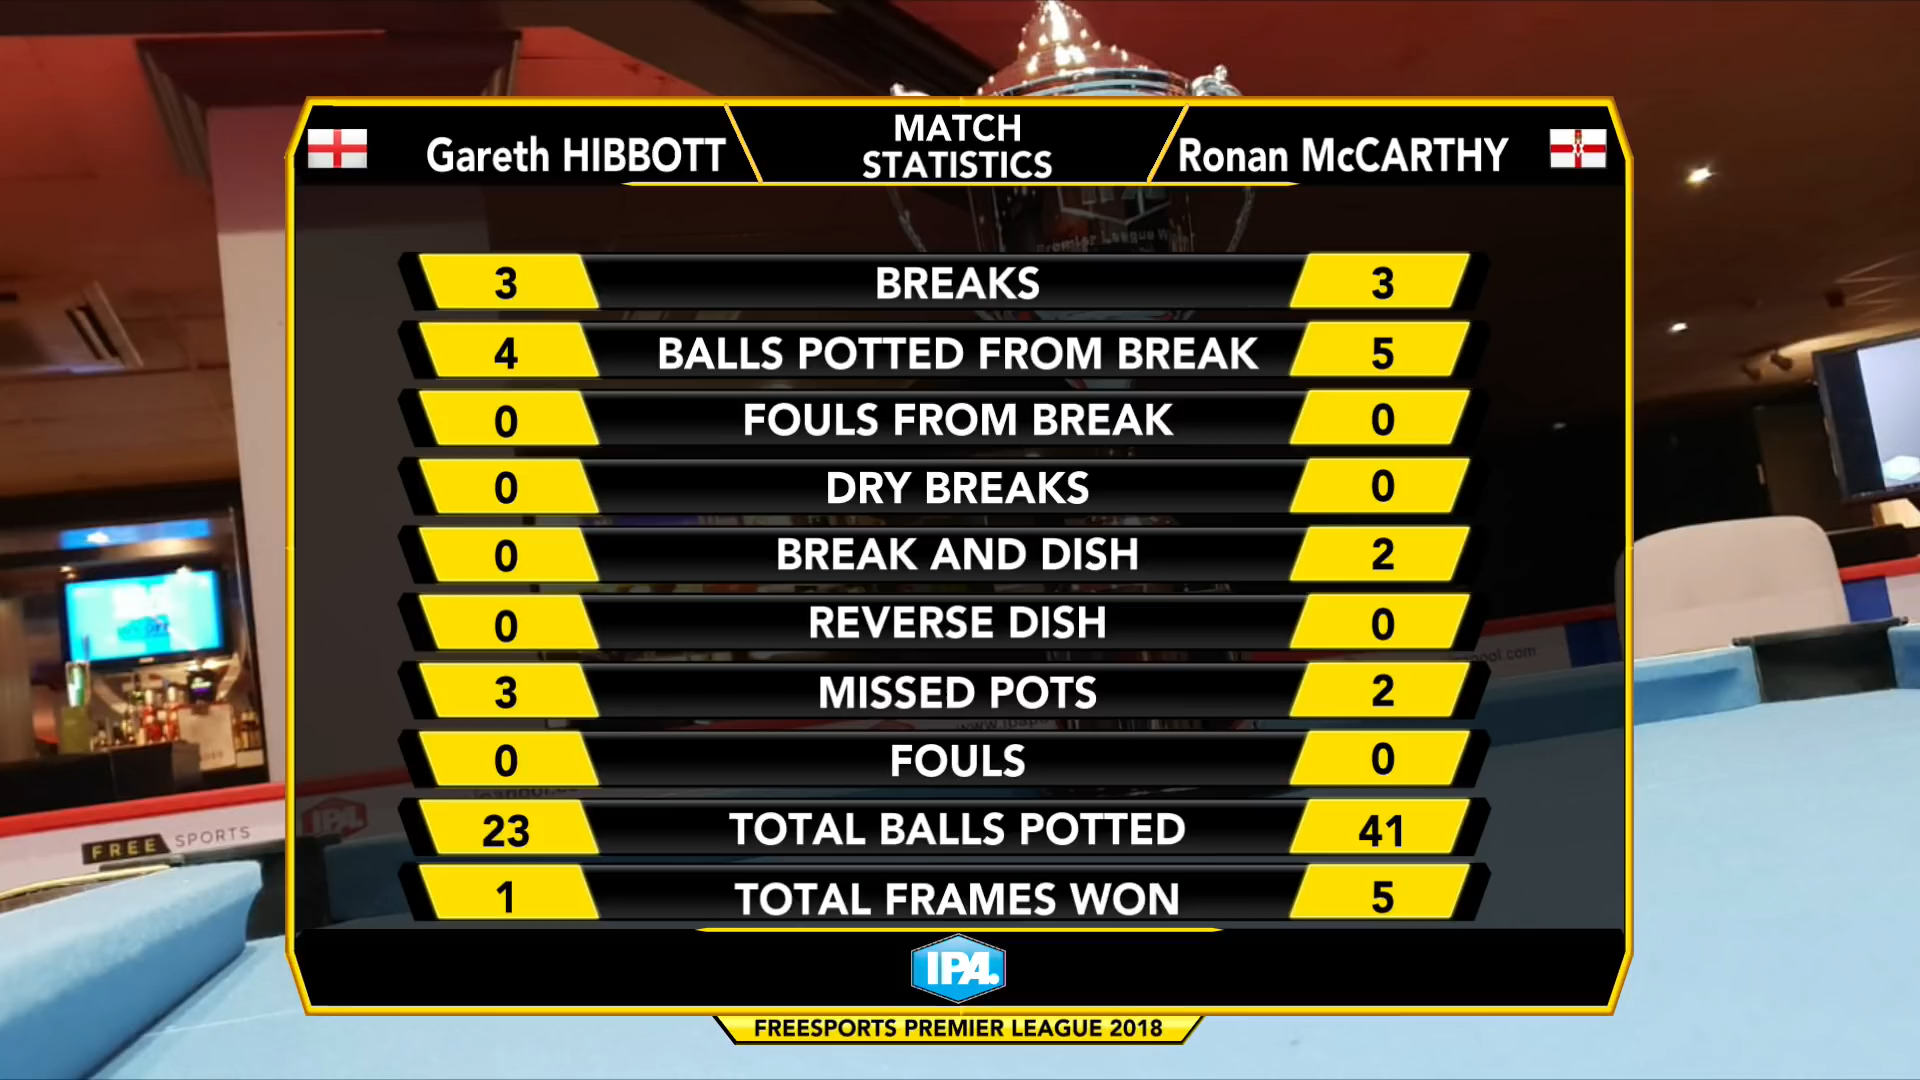 Gareth HIBBOTT
MATCH
STATISTICS
Ronan McCARTHY
3 BREAKS 3
4 BALLS POTTED FROM BREAK 5
0 FOULS FROM BREAK 0
0 DRY BREAKS 0
0 BREAK AND DISH 2
0 REVERSE DISH 0
3 MISSED POTS 2
0 FOULS 0
23 TOTAL BALLS POTTED 41
1 TOTAL FRAMES WON 5
IPA.
FREESPORTS PREMIER LEAGUE 2018
FREE SPORTS
IPA.